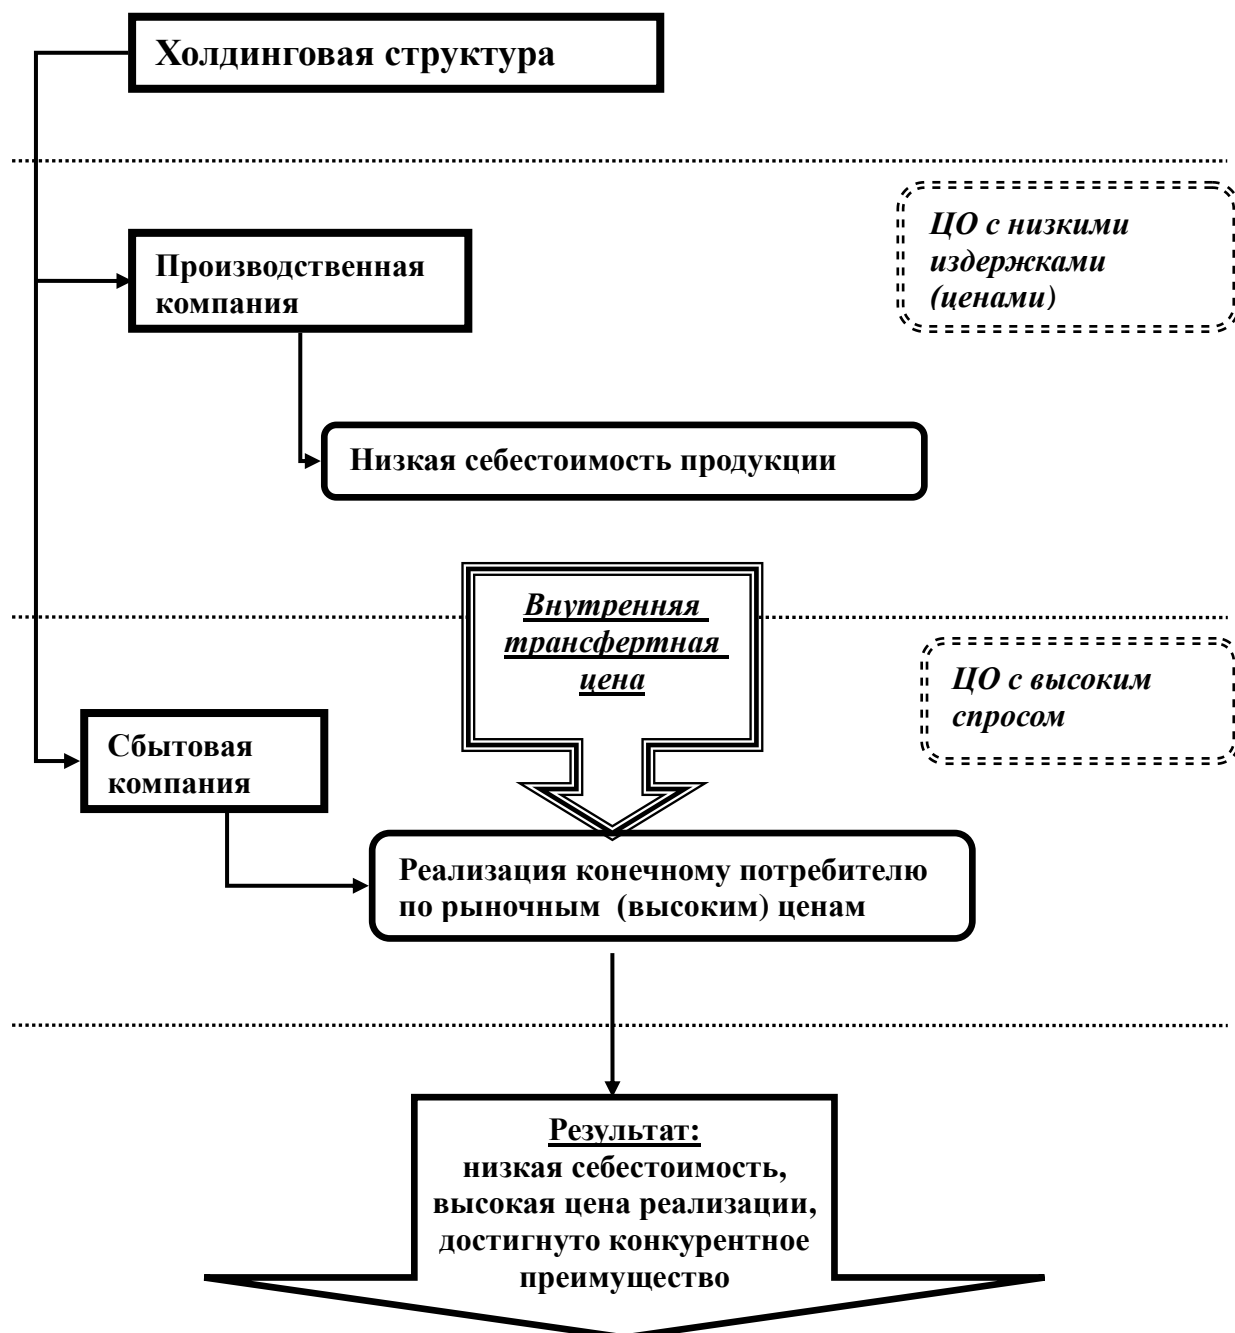 Холдинговая структура
ЦО с низкими
издержками
(ценами)
Производственная
компания
Низкая себестоимость продукции
Внутренняя
трансфертная
цена
ЦО с высоким
спросом
Сбытовая
компания
Реализация конечному потребителю
по рыночным (высоким) ценам
Результат:
низкая себестоимость,
высокая цена реализации,
достигнуто конкурентное
преимущество